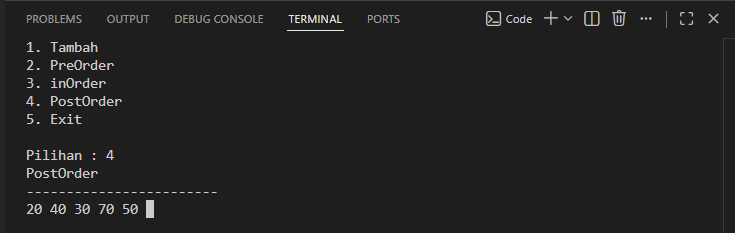 PROBLEMS OUTPUT DEBUG CONSOLE TERMINAL PORTS Code
1. Tambah
2. PreOrder
3. inOrder
4. PostOrder
5. Exit
Pilihan : 4
PostOrder
------------------------
20 40 30 70 50